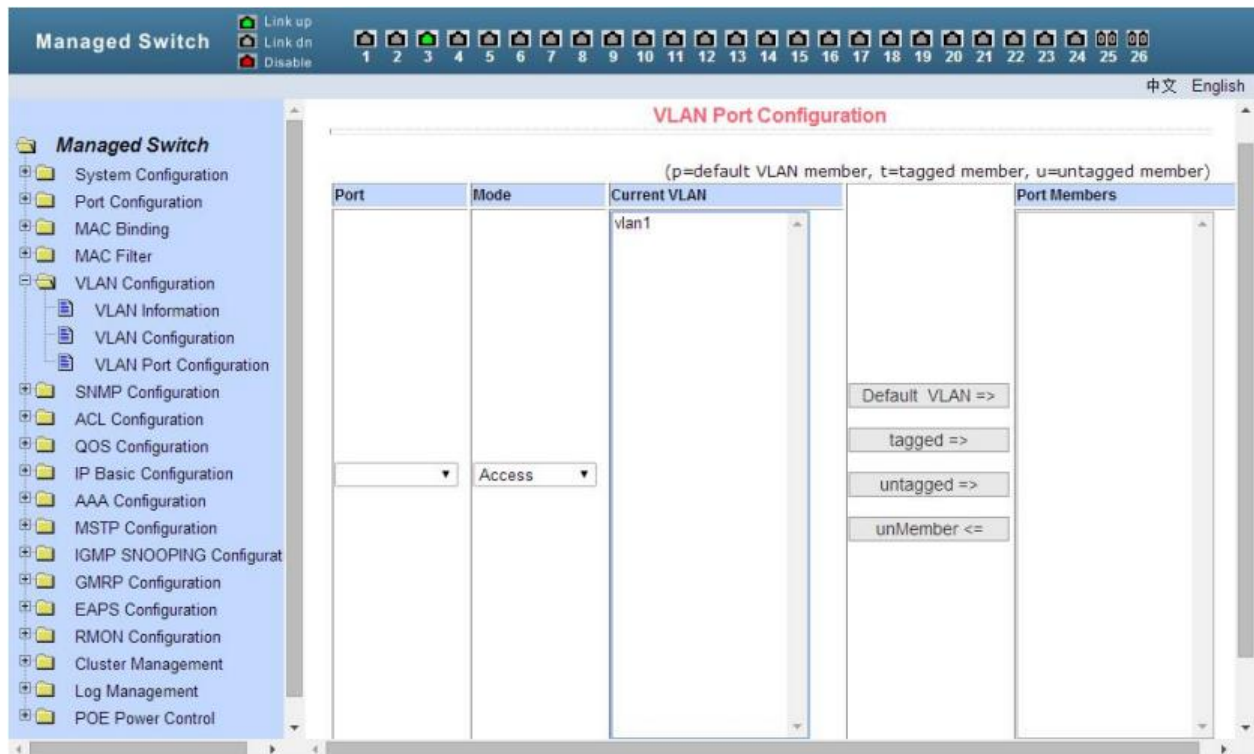 Managed Switch
Link up
Link dn
Disable
1 2 3 4 5 6 7 8 9 10 11 12 13 14 15 16 17 18 19 20 21 22 23 24 25 26
中文 English
Managed Switch
System Configuration
Port Configuration
MAC Binding
MAC Filter
VLAN Configuration
VLAN Information
VLAN Configuration
VLAN Port Configuration
SNMP Configuration
ACL Configuration
QOS Configuration
IP Basic Configuration
AAA Configuration
MSTP Configuration
IGMP SNOOPING Configurat
GMRP Configuration
EAPS Configuration
RMON Configuration
Cluster Management
Log Management
POE Power Control
VLAN Port Configuration
(p=default VLAN member, t=tagged member, u=untagged member)
Port Mode Current VLAN Port Members
vlan1
Access
Default VLAN =>
tagged =>
untagged =>
unMember <=